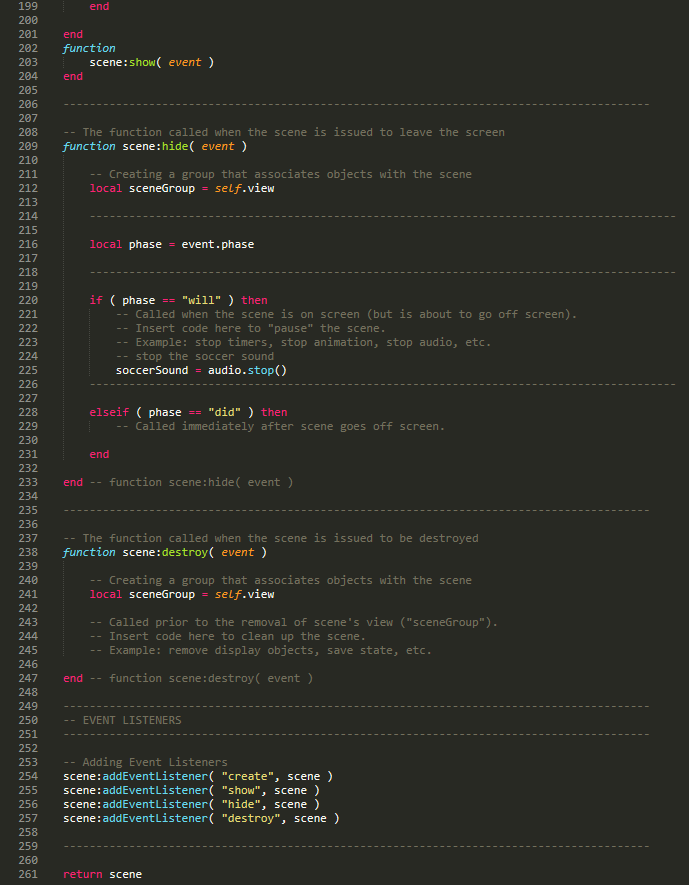 199 end
200
201 end
202 function
203 scene:show( event )
204 end
205
206 -----------------------------------------------------------------------------------------
207
208 -- The function called when the scene is issued to leave the screen
209 function scene:hide( event )
210
211 -- Creating a group that associates objects with the scene
212 local sceneGroup = self.view
213
214 -----------------------------------------------------------------------------------------
215
216 local phase = event.phase
217
218 -----------------------------------------------------------------------------------------
219
220 if ( phase == "will" ) then
221 -- Called when the scene is on screen (but is about to go off screen).
222 -- Insert code here to "pause" the scene.
223 -- Example: stop timers, stop animation, stop audio, etc.
224 -- stop the soccer sound
225 soccerSound = audio.stop()
226 -----------------------------------------------------------------------------------------
227
228 elseif ( phase == "did" ) then
229 -- Called immediately after scene goes off screen.
230
231 end
232
233 end -- function scene:hide( event )
234
235 -----------------------------------------------------------------------------------------
236
237 -- The function called when the scene is issued to be destroyed
238 function scene:destroy( event )
239
240 -- Creating a group that associates objects with the scene
241 local sceneGroup = self.view
242
243 -- Called prior to the removal of scene's view ("sceneGroup").
244 -- Insert code here to clean up the scene.
245 -- Example: remove display objects, save state, etc.
246
247 end -- function scene:destroy( event )
248
249 -----------------------------------------------------------------------------------------
250 -- EVENT LISTENERS
251 -----------------------------------------------------------------------------------------
252
253 -- Adding Event Listeners
254 scene:addEventListener( "create", scene )
255 scene:addEventListener( "show", scene )
256 scene:addEventListener( "hide", scene )
257 scene:addEventListener( "destroy", scene )
258
259 -----------------------------------------------------------------------------------------
260
261 return scene